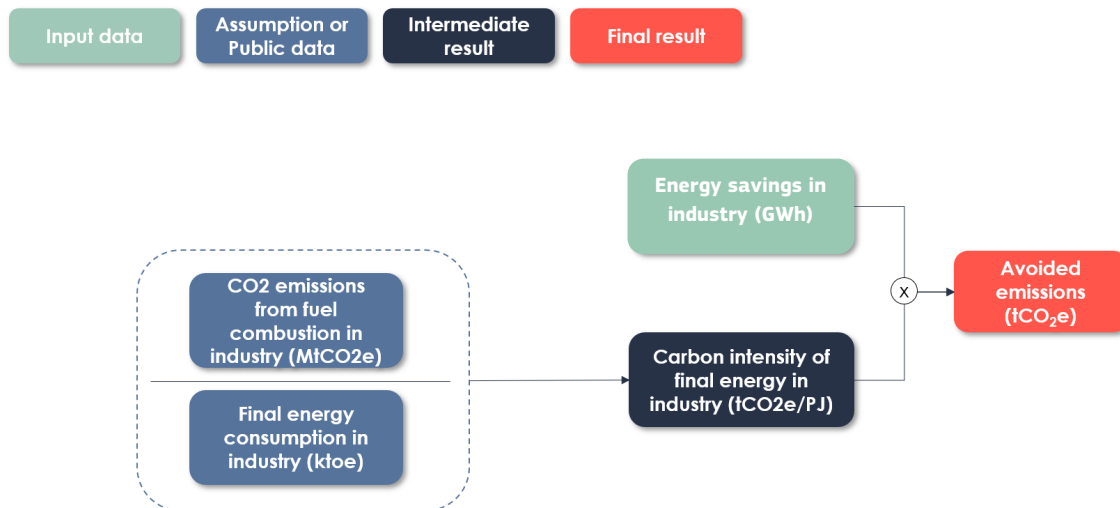 Input data
Assumption or
Public data
Intermediate
result
Final result
Energy savings in
industry (GWh)
CO2 emissions
from fuel
combustion in
industry (MtCO2e)
Final energy
consumption in
industry (ktoe)
Carbon intensity of
final energy in
industry (tCO2e/PJ)
X
Avoided
emissions
(tCO₂e)